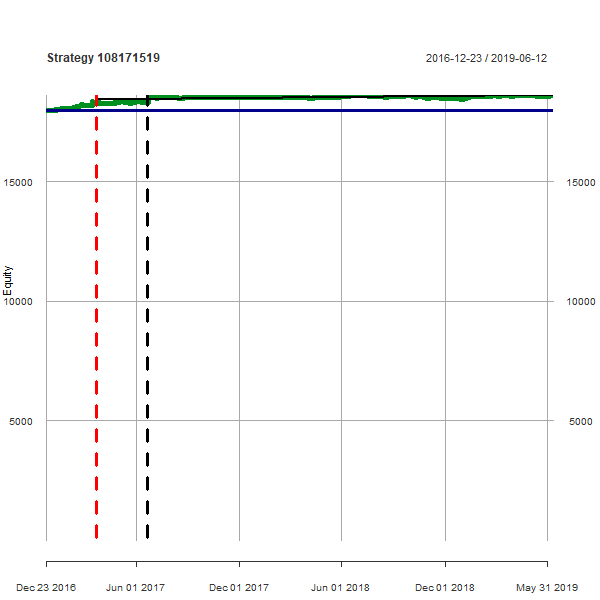 Strategy 108171519
2016-12-23 / 2019-06-12
15000
15000
Equity
10000
10000
5000
5000
Dec 23 2016
Jun 01 2017
Dec 01 2017
Jun 01 2018
Dec 01 2018
May 31 2019